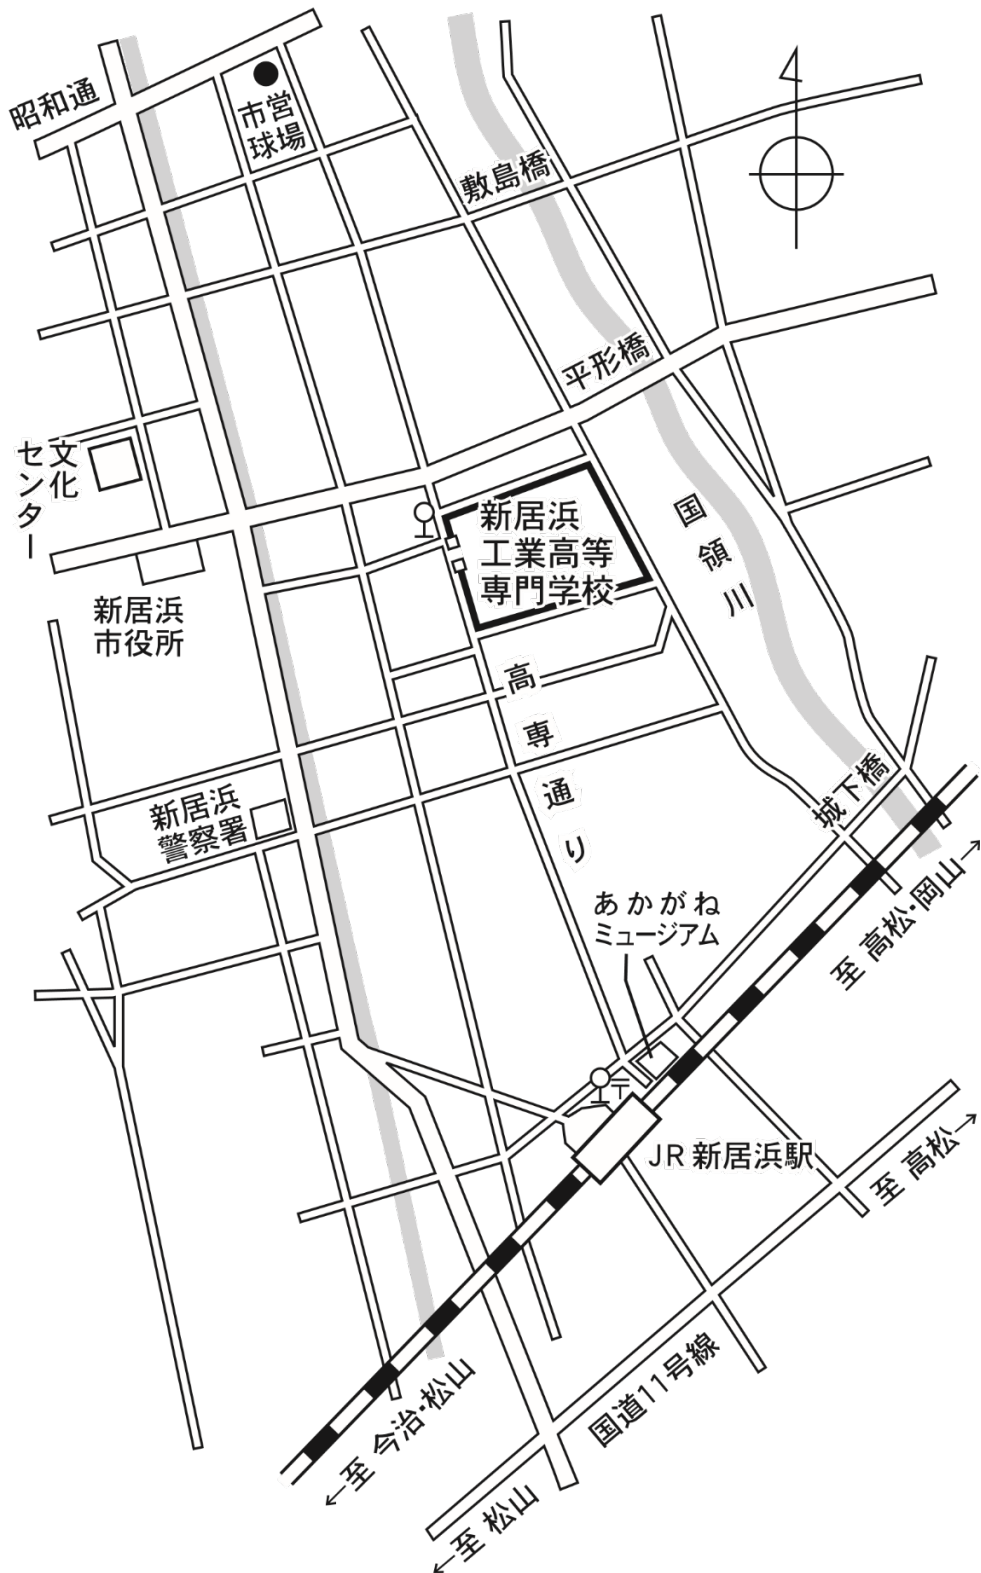 昭和通
市営
球場
敷島橋
平形橋
文化
センター
新居浜
工業高等
専門学校
国領川
新居浜
市役所
高専通り
新居浜
警察署
城下橋
あかがね
ミュージアム
至 高松・岡山→
〒
JR 新居浜駅
至 高松→
国道11号線
←至 今治・松山
←至 松山